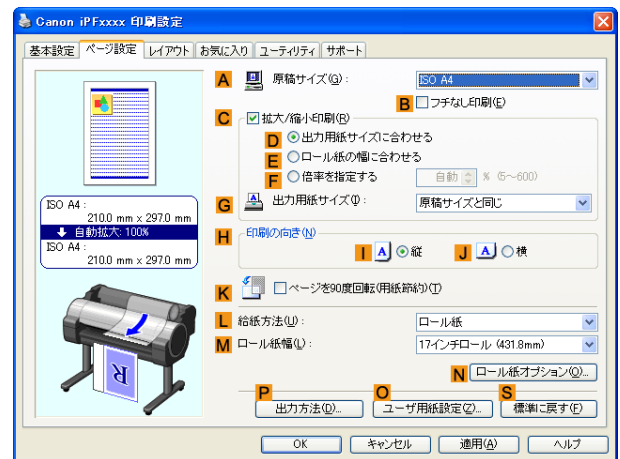 Canon iPFxxxx 印刷設定
基本設定 ページ設定 レイアウト お気に入り ユーティリティ サポート
A 原稿サイズ(Q): ISO A4
B フチなし印刷(E)
C 拡大/縮小印刷(R)
D 出力用紙サイズに合わせる
E ロール紙の幅に合わせる
F 倍率を指定する 自動 % (5～600)
G 出力用紙サイズ(I): 原稿サイズと同じ
ISO A4 :
210.0 mm x 297.0 mm
自動拡大: 100%
ISO A4 :
210.0 mm x 297.0 mm
H 印刷の向き(N)
I A 縦 J A 横
K ページを90度回転(用紙節約)(T)
L 給紙方法(U): ロール紙
M ロール紙幅(L): 17インチロール (431.8mm)
N ロール紙オプション(O)...
R
P O S
出力方法(D)... ユーザ用紙設定(Z)... 標準に戻す(F)
OK キャンセル 適用(A) ヘルプ